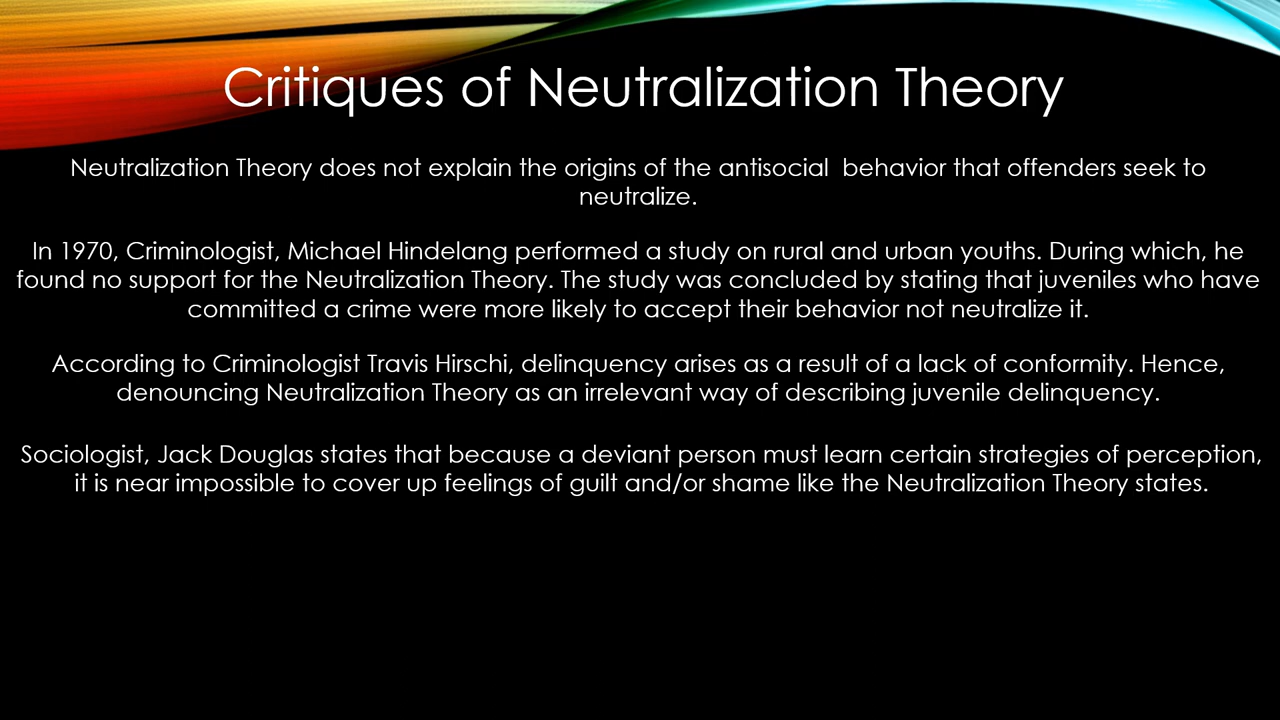 Critiques of Neutralization Theory
Neutralization Theory does not explain the origins of the antisocial  behavior that offenders seek to
neutralize.
In 1970, Criminologist, Michael Hindelang performed a study on rural and urban youths. During which, he
found no support for the Neutralization Theory. The study was concluded by stating that juveniles who have
committed a crime were more likely to accept their behavior not neutralize it.
According to Criminologist Travis Hirschi, delinquency arises as a result of a lack of conformity. Hence,
denouncing Neutralization Theory as an irrelevant way of describing juvenile delinquency.
Sociologist, Jack Douglas states that because a deviant person must learn certain strategies of perception,
it is near impossible to cover up feelings of guilt and/or shame like the Neutralization Theory states.